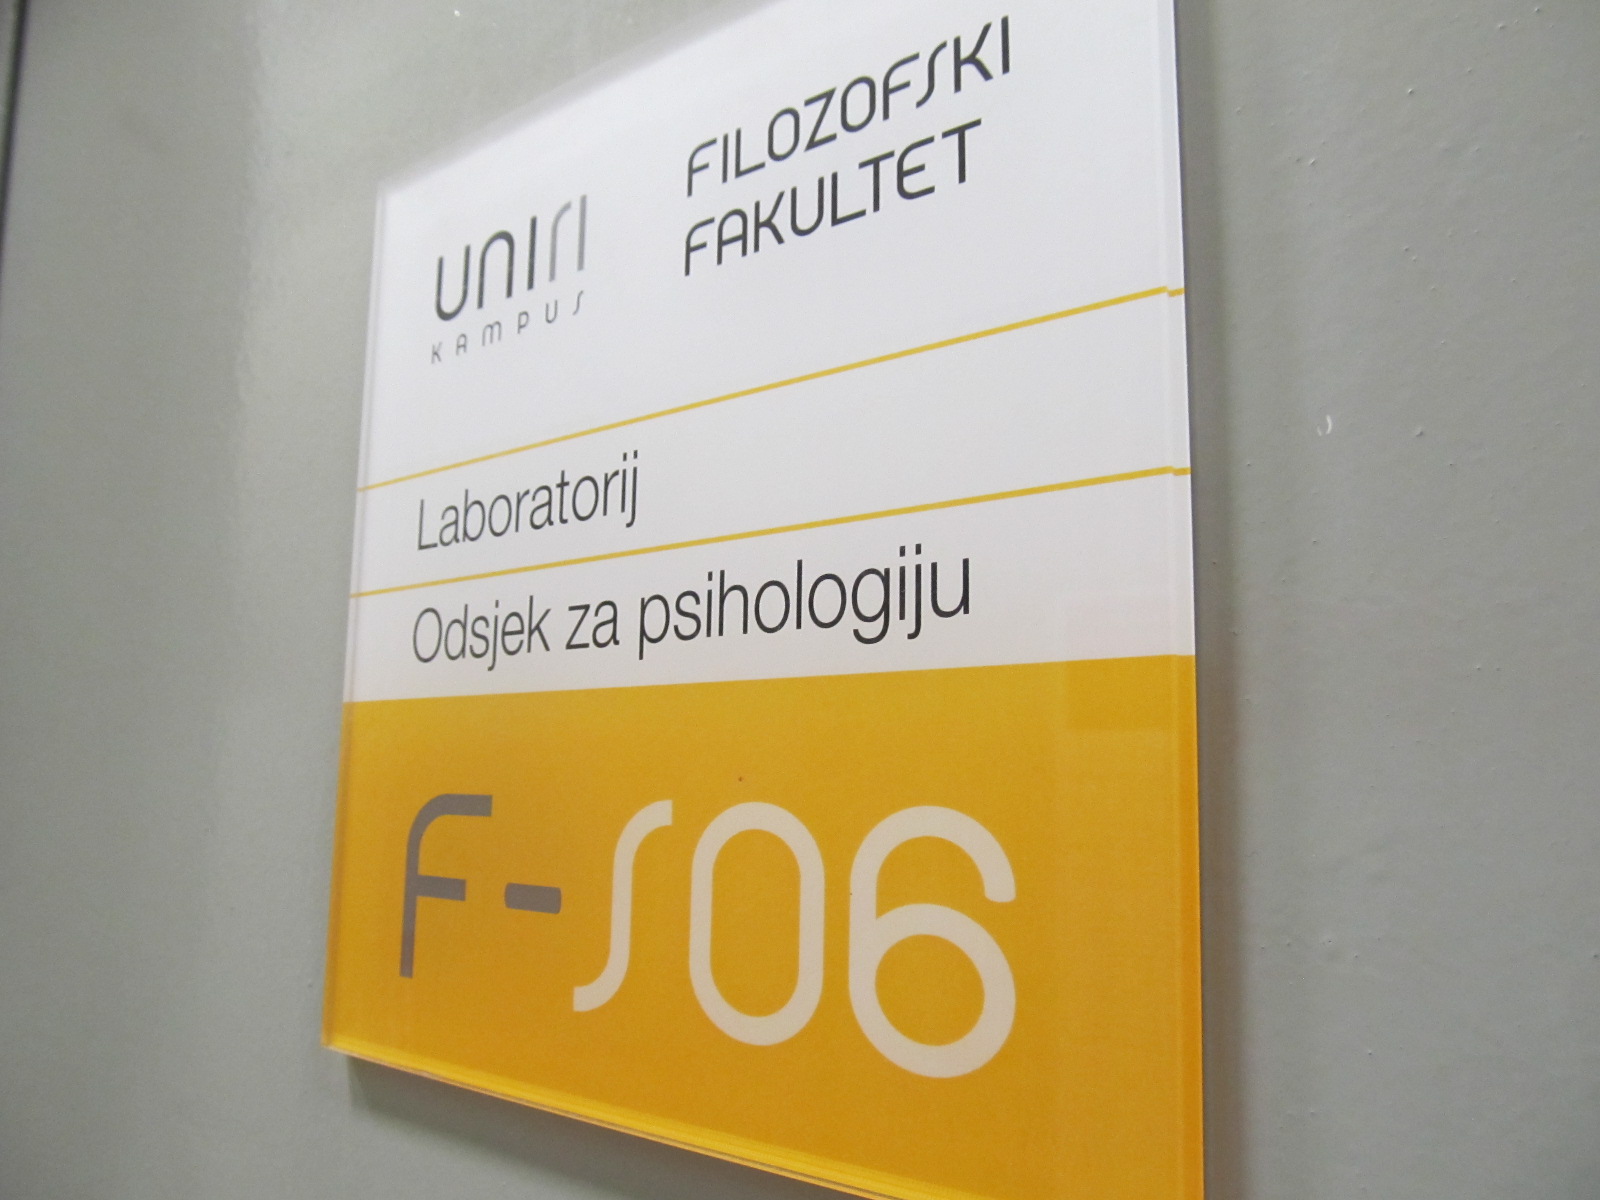 UNIRI
KAMPUS
FILOZOFSKI
FAKULTET
Laboratorij
Odsjek za psihologiju
F-S06